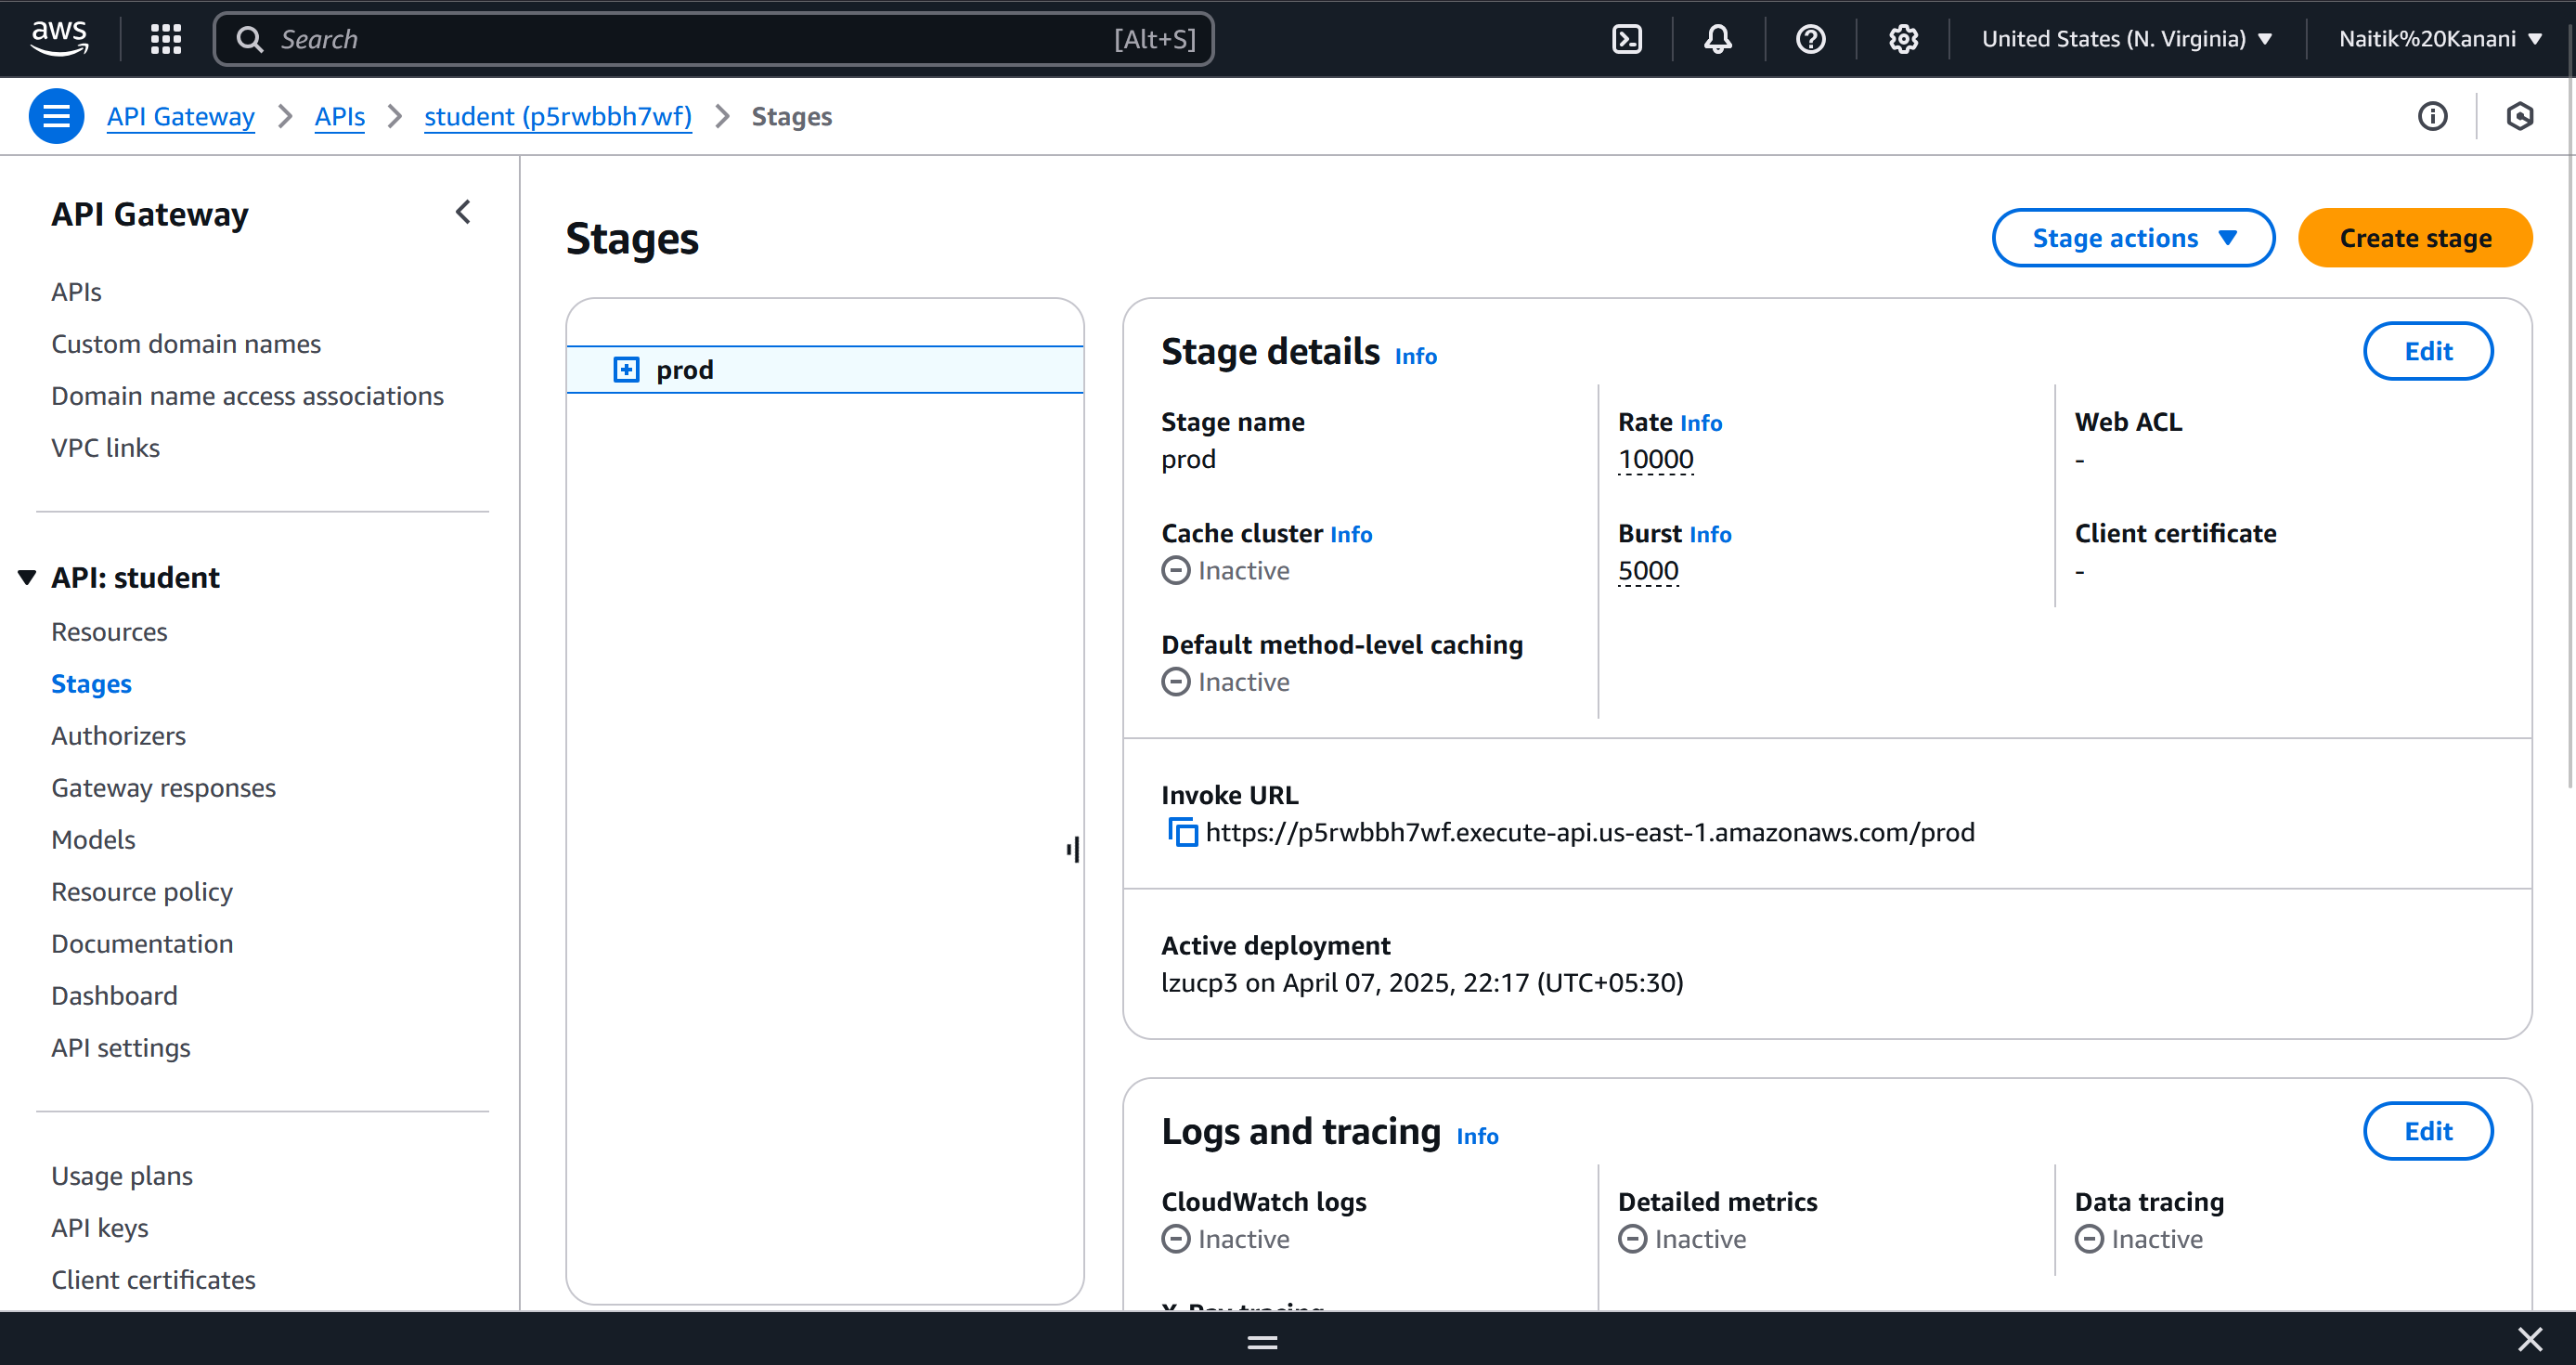 aws
Search [Alt+S]
United States (N. Virginia)
Naitik%20Kanani
API Gateway
APIs
student (p5rwbbh7wf)
Stages
API Gateway
APIs
Custom domain names
Domain name access associations
VPC links
API: student
Resources
Stages
Authorizers
Gateway responses
Models
Resource policy
Documentation
Dashboard
API settings
Usage plans
API keys
Client certificates
Stages
Stage actions
Create stage
prod
Stage details Info
Edit
Stage name
prod
Rate Info
10000
Web ACL
-
Cache cluster Info
Inactive
Burst Info
5000
Client certificate
-
Default method-level caching
Inactive
Invoke URL
https://p5rwbbh7wf.execute-api.us-east-1.amazonaws.com/prod
Active deployment
lzucp3 on April 07, 2025, 22:17 (UTC+05:30)
Logs and tracing Info
Edit
CloudWatch logs
Inactive
Detailed metrics
Inactive
Data tracing
Inactive
X-Ray tracing